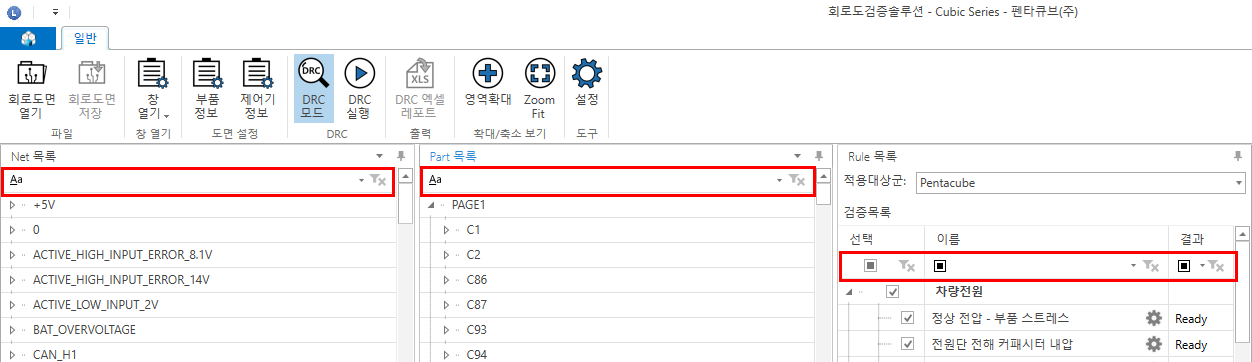 L
회로도검증솔루션 - Cubic Series - 펜타큐브(주)
일반
회로도면
열기
회로도면
저장
파일
창
열기
창 열기
부품
정보
제어기
정보
도면 설정
DRC
DRC
모드
DRC
실행
DRC
XLS
DRC 엑셀
레포트
출력
영역확대
Zoom
Fit
확대/축소 보기
설정
도구
Net 목록
Aa
+5V
0
ACTIVE_HIGH_INPUT_ERROR_8.1V
ACTIVE_HIGH_INPUT_ERROR_14V
ACTIVE_LOW_INPUT_2V
BAT_OVERVOLTAGE
CAN_H1
Part 목록
Aa
PAGE1
C1
C2
C86
C87
C93
C94
Rule 목록
적용대상군: Pentacube
검증목록
선택 이름 결과
차량전원
정상 전압 - 부품 스트레스 Ready
전원단 전해 커패시터 내압 Ready